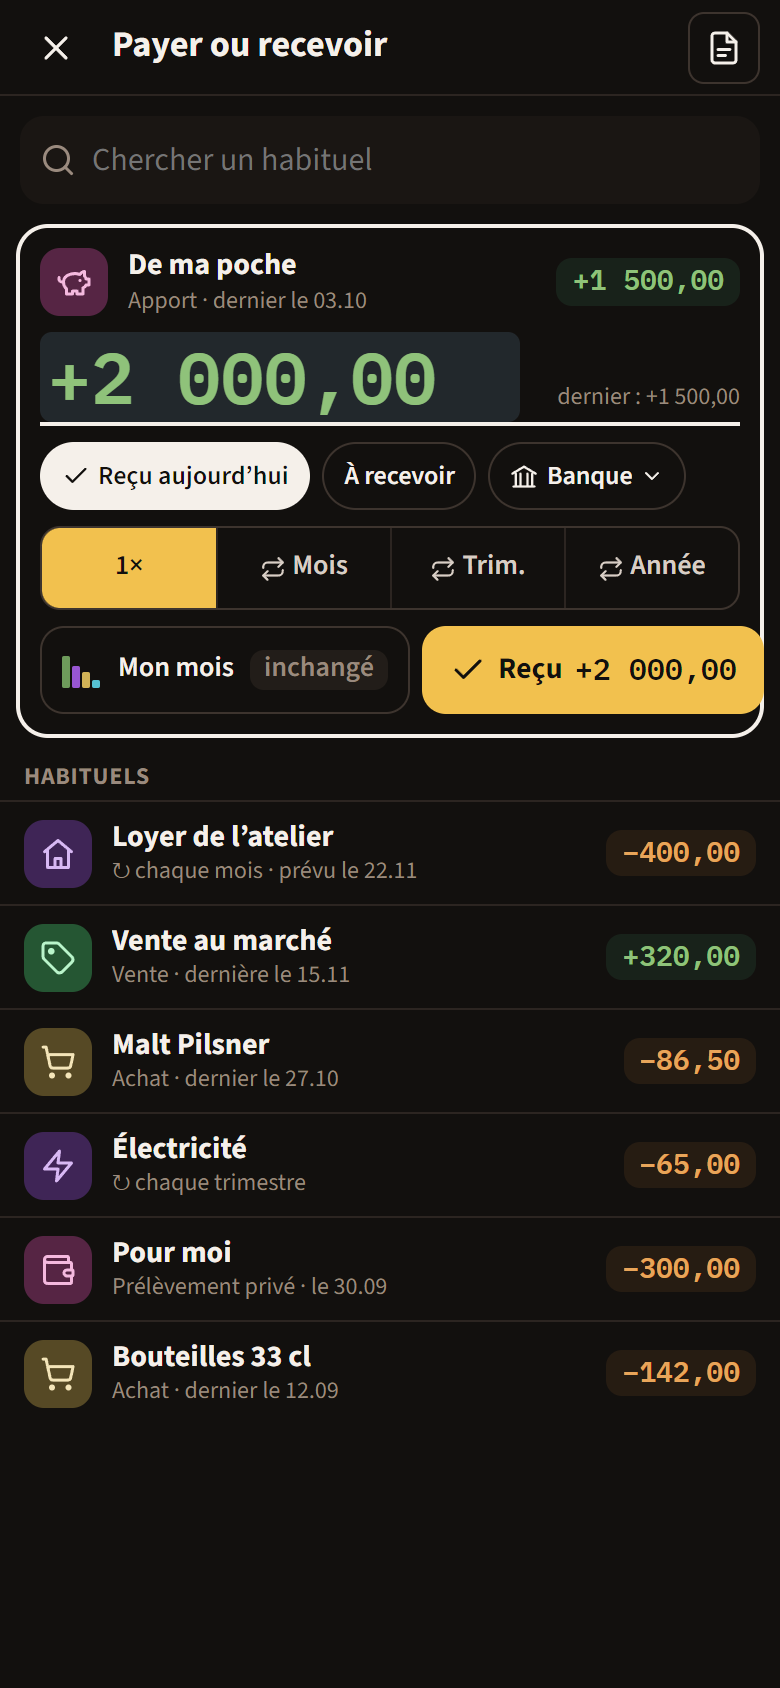 Payer ou recevoir
Chercher un habituel
De ma poche
Apport · dernier le 03.10
+1 500,00
+2 000,00
dernier : +1 500,00
Reçu aujourd’hui
À recevoir
Banque
1×
Mois
Trim.
Année
Mon mois inchangé
Reçu +2 000,00
HABITUELS
Loyer de l’atelier
↻ chaque mois · prévu le 22.11
−400,00
Vente au marché
Vente · dernière le 15.11
+320,00
Malt Pilsner
Achat · dernier le 27.10
−86,50
Électricité
↻ chaque trimestre
−65,00
Pour moi
Prélèvement privé · le 30.09
−300,00
Bouteilles 33 cl
Achat · dernier le 12.09
−142,00